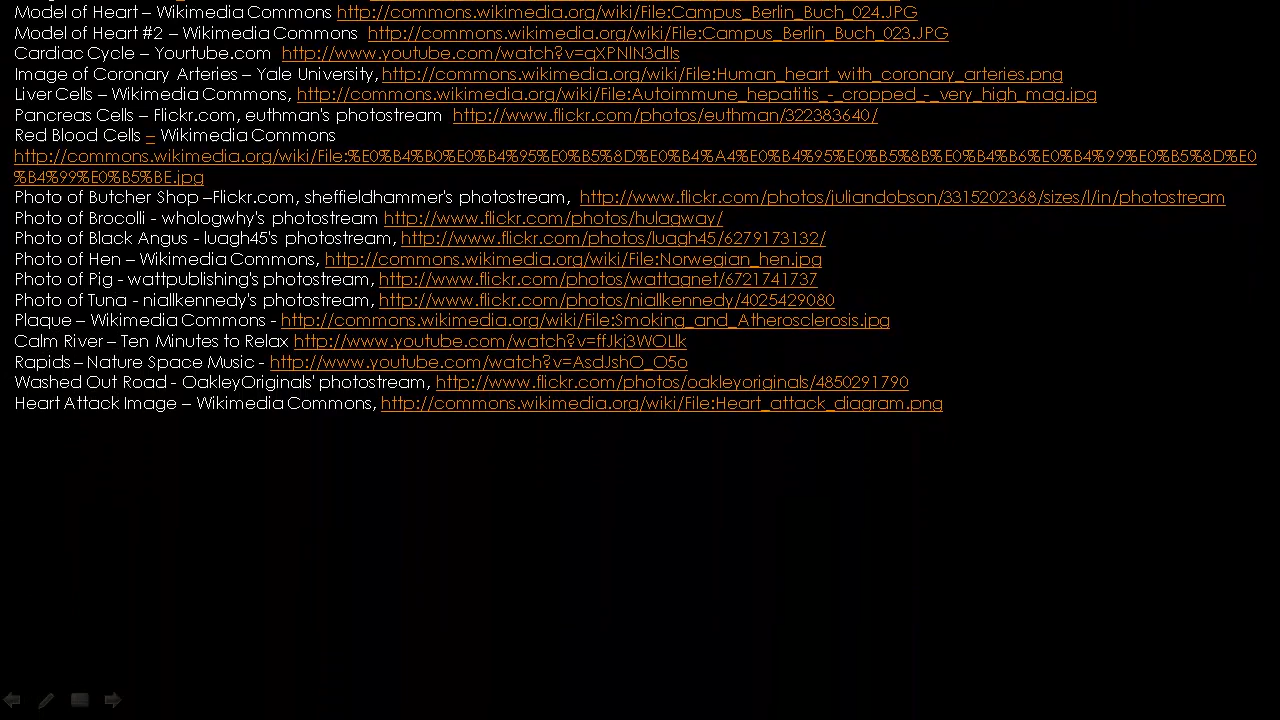 Model of Heart – Wikimedia Commons http://commons.wikimedia.org/wiki/File:Campus_Berlin_Buch_024.JPG
Model of Heart #2 – Wikimedia Commons http://commons.wikimedia.org/wiki/File:Campus_Berlin_Buch_023.JPG
Cardiac Cycle – Yourtube.com http://www.youtube.com/watch?v=qXPNIN3dIIs
Image of Coronary Arteries – Yale University, http://commons.wikimedia.org/wiki/File:Human_heart_with_coronary_arteries.png
Liver Cells – Wikimedia Commons, http://commons.wikimedia.org/wiki/File:Autoimmune_hepatitis_-_cropped_-_very_high_mag.jpg
Pancreas Cells – Flickr.com, euthman's photostream http://www.flickr.com/photos/euthman/322383640/
Red Blood Cells – Wikimedia Commons
http://commons.wikimedia.org/wiki/File:%E0%B4%B0%E0%B4%95%E0%B5%8D%E0%B4%A4%E0%B4%95%E0%B5%8B%E0%B4%B6%E0%B4%99%E0%B5%8D%E0
%B4%99%E0%B5%BE.jpg
Photo of Butcher Shop –Flickr.com, sheffieldhammer's photostream, http://www.flickr.com/photos/juliandobson/3315202368/sizes/l/in/photostream
Photo of Brocolli - whologwhy's photostream http://www.flickr.com/photos/hulagway/
Photo of Black Angus - luagh45's photostream, http://www.flickr.com/photos/luagh45/6279173132/
Photo of Hen – Wikimedia Commons, http://commons.wikimedia.org/wiki/File:Norwegian_hen.jpg
Photo of Pig - wattpublishing's photostream, http://www.flickr.com/photos/wattagnet/6721741737
Photo of Tuna - niallkennedy's photostream, http://www.flickr.com/photos/niallkennedy/4025429080
Plaque – Wikimedia Commons - http://commons.wikimedia.org/wiki/File:Smoking_and_Atherosclerosis.jpg
Calm River – Ten Minutes to Relax http://www.youtube.com/watch?v=ffJkj3WOLlk
Rapids – Nature Space Music - http://www.youtube.com/watch?v=AsdJshO_O5o
Washed Out Road - OakleyOriginals' photostream, http://www.flickr.com/photos/oakleyoriginals/4850291790
Heart Attack Image – Wikimedia Commons, http://commons.wikimedia.org/wiki/File:Heart_attack_diagram.png